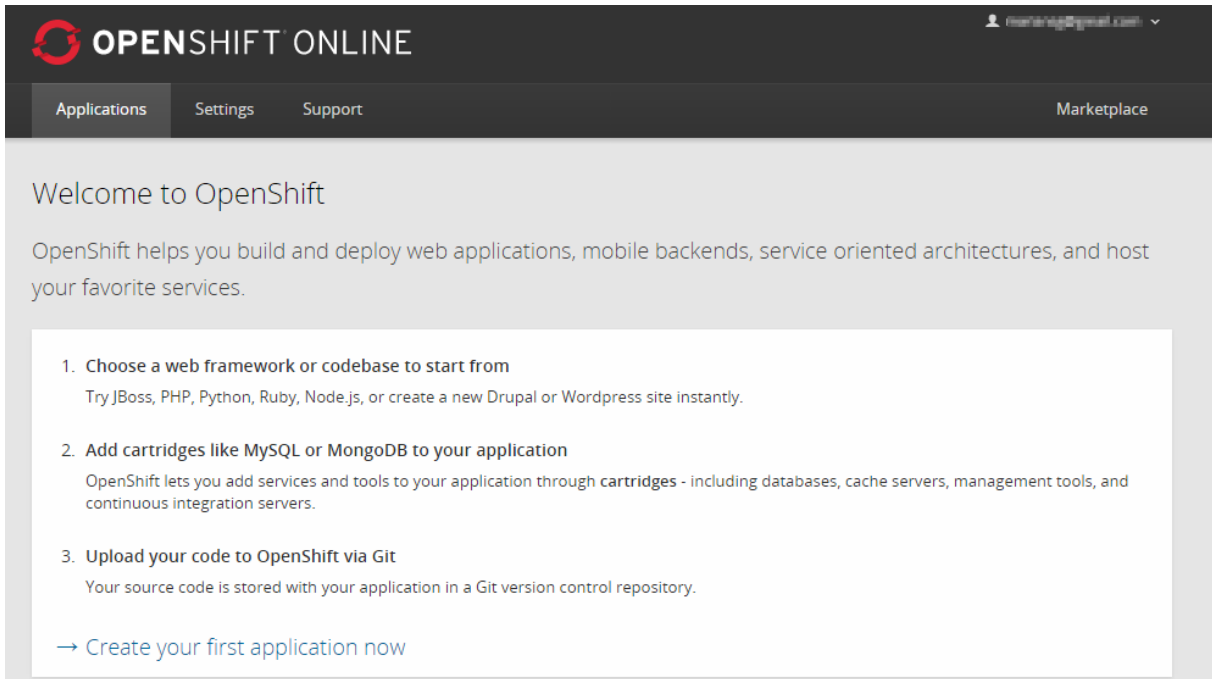 OPENSHIFT ONLINE
Applications Settings Support Marketplace
Welcome to OpenShift
OpenShift helps you build and deploy web applications, mobile backends, service oriented architectures, and host
your favorite services.
1. Choose a web framework or codebase to start from
Try JBoss, PHP, Python, Ruby, Node.js, or create a new Drupal or Wordpress site instantly.
2. Add cartridges like MySQL or MongoDB to your application
OpenShift lets you add services and tools to your application through cartridges - including databases, cache servers, management tools, and
continuous integration servers.
3. Upload your code to OpenShift via Git
Your source code is stored with your application in a Git version control repository.
→ Create your first application now